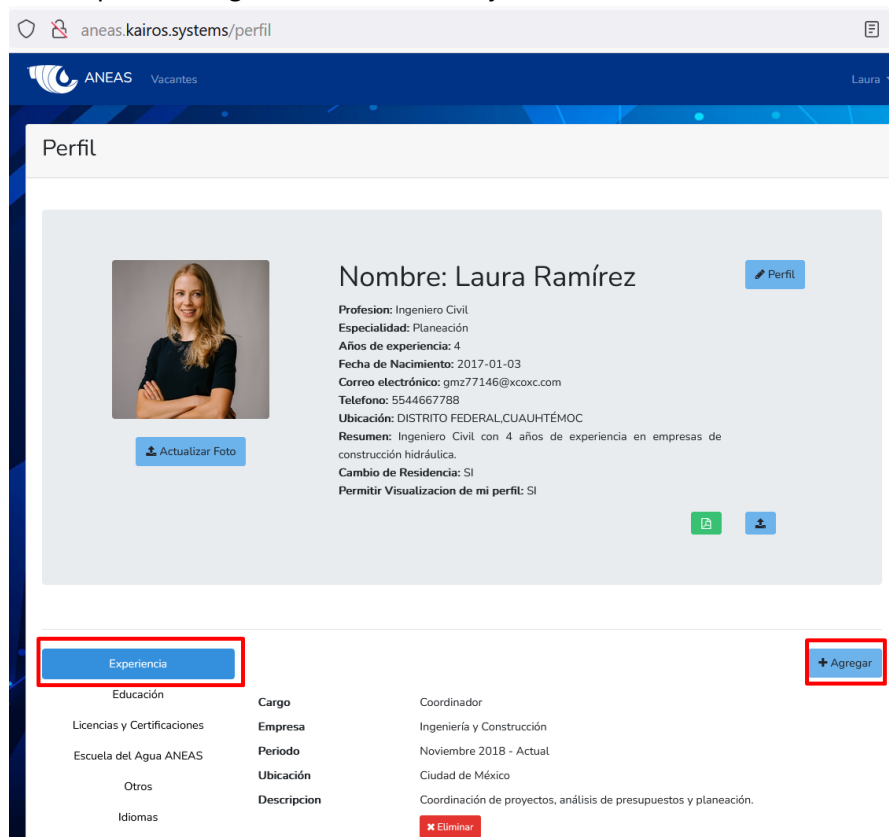 aneas.kairos.systems/perfil
ANEAS Vacantes Laura
Perfil
Nombre: Laura Ramírez
Perfil
Profesion: Ingeniero Civil
Especialidad: Planeación
Años de experiencia: 4
Fecha de Nacimiento: 2017-01-03
Correo electrónico: gmz77146@xcoxc.com
Telefono: 5544667788
Ubicación: DISTRITO FEDERAL,CUAUHTÉMOC
Resumen: Ingeniero Civil con 4 años de experiencia en empresas de
construcción hidráulica.
Cambio de Residencia: SI
Permitir Visualizacion de mi perfil: SI
Actualizar Foto
Experiencia
Agregar
Educación
Licencias y Certificaciones
Escuela del Agua ANEAS
Otros
Idiomas
Cargo Coordinador
Empresa Ingeniería y Construcción
Periodo Noviembre 2018 - Actual
Ubicación Ciudad de México
Descripcion Coordinación de proyectos, análisis de presupuestos y planeación.
Eliminar